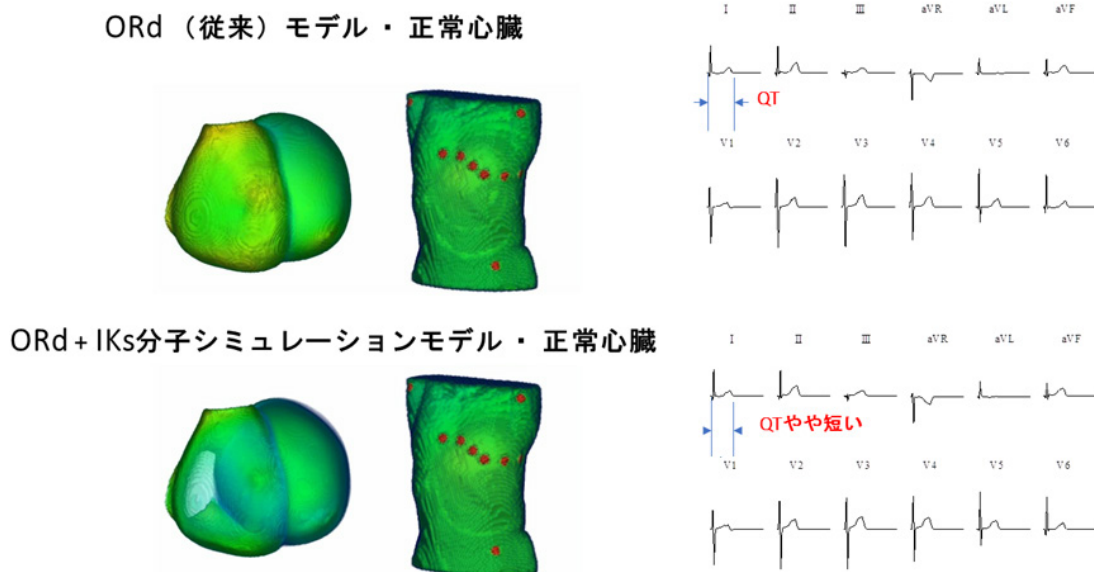 ORd （従来）モデル ・ 正常心臓
I II III aVR aVL aVF
QT
V1 V2 V3 V4 V5 V6
ORd + IKs分子シミュレーションモデル ・ 正常心臓
I II III aVR aVL aVF
QTやや短い
V1 V2 V3 V4 V5 V6